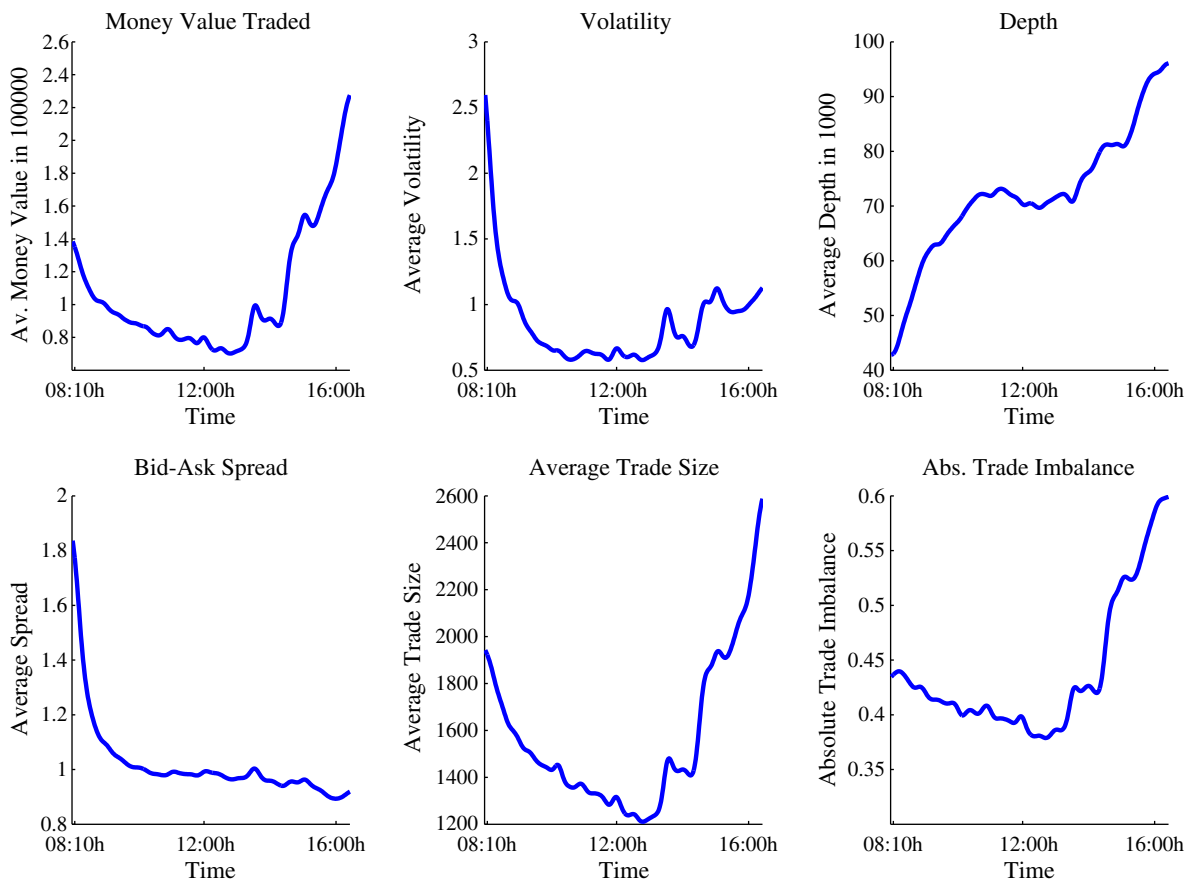 Money Value Traded
Av. Money Value in 100000
2.6
2.4
2.2
2
1.8
1.6
1.4
1.2
1
0.8
08:10h 12:00h 16:00h
Time
Volatility
Average Volatility
3
2.5
2
1.5
1
0.5
08:10h 12:00h 16:00h
Time
Depth
Average Depth in 1000
100
90
80
70
60
50
40
08:10h 12:00h 16:00h
Time
Bid-Ask Spread
Average Spread
2
1.8
1.6
1.4
1.2
1
0.8
08:10h 12:00h 16:00h
Time
Average Trade Size
Average Trade Size
2600
2400
2200
2000
1800
1600
1400
1200
08:10h 12:00h 16:00h
Time
Abs. Trade Imbalance
Absolute Trade Imbalance
0.6
0.55
0.5
0.45
0.4
0.35
08:10h 12:00h 16:00h
Time